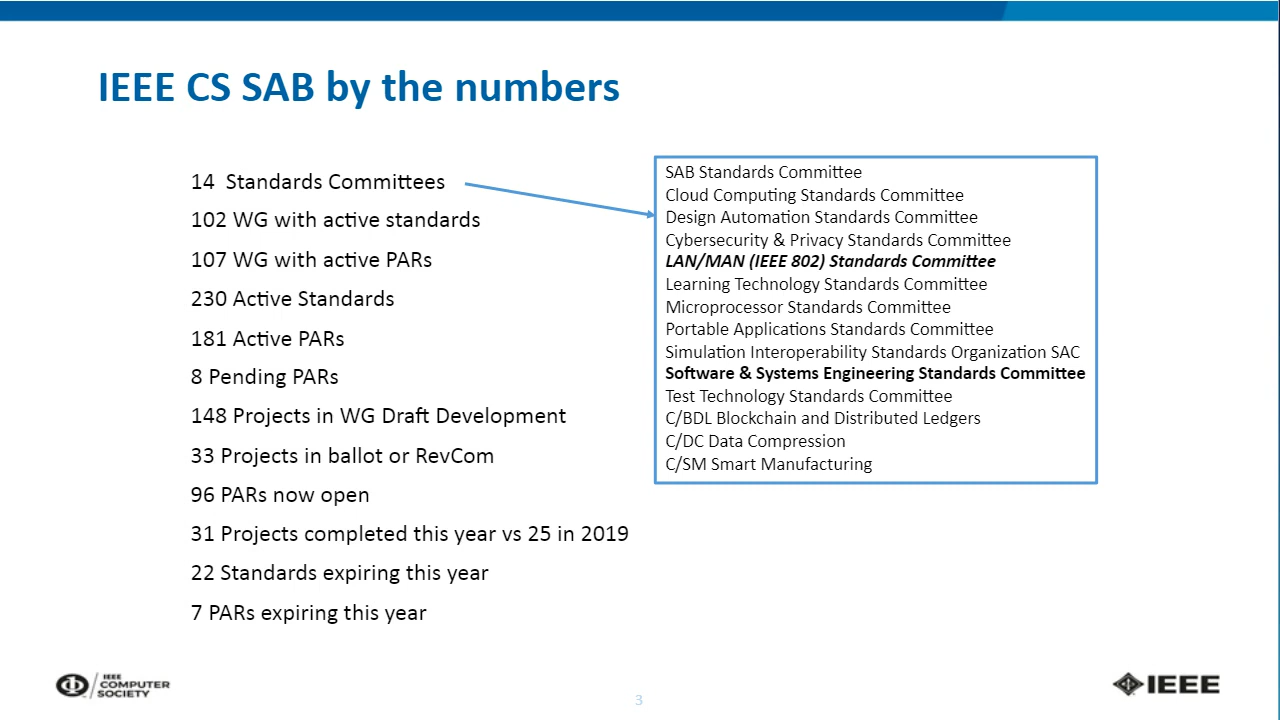 IEEE CS SAB by the numbers
14 Standards Committees
102 WG with active standards
107 WG with active PARs
230 Active Standards
181 Active PARs
8 Pending PARs
148 Projects in WG Draft Development
33 Projects in ballot or RevCom
96 PARs now open
31 Projects completed this year vs 25 in 2019
22 Standards expiring this year
7 PARs expiring this year
SAB Standards Committee
Cloud Computing Standards Committee
Design Automation Standards Committee
Cybersecurity & Privacy Standards Committee
LAN/MAN (IEEE 802) Standards Committee
Learning Technology Standards Committee
Microprocessor Standards Committee
Portable Applications Standards Committee
Simulation Interoperability Standards Organization SAC
Software & Systems Engineering Standards Committee
Test Technology Standards Committee
C/BDL Blockchain and Distributed Ledgers
C/DC Data Compression
C/SM Smart Manufacturing
IEEE
COMPUTER
SOCIETY
3
IEEE